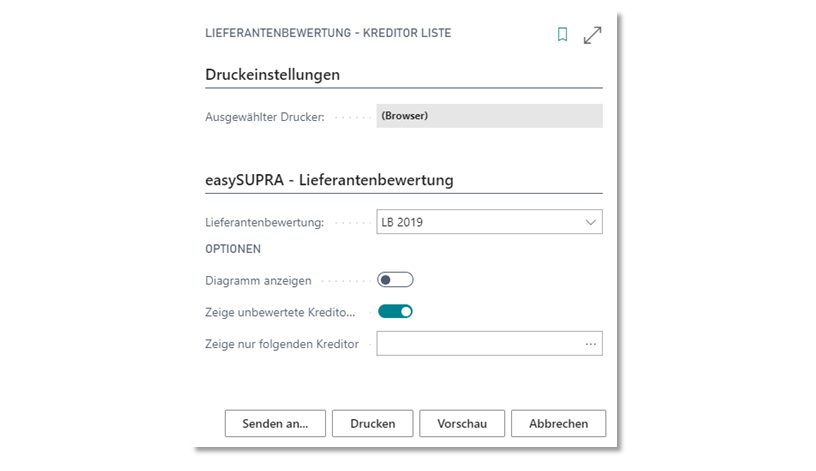 LIEFERANTENBEWERTUNG - KREDITOR LISTE
Druckeinstellungen
Ausgewählter Drucker: (Browser)
easySUPRA - Lieferantenbewertung
Lieferantenbewertung: LB 2019
OPTIONEN
Diagramm anzeigen
Zeige unbewertete Kredito...
Zeige nur folgenden Kreditor ...
Senden an... Drucken Vorschau Abbrechen